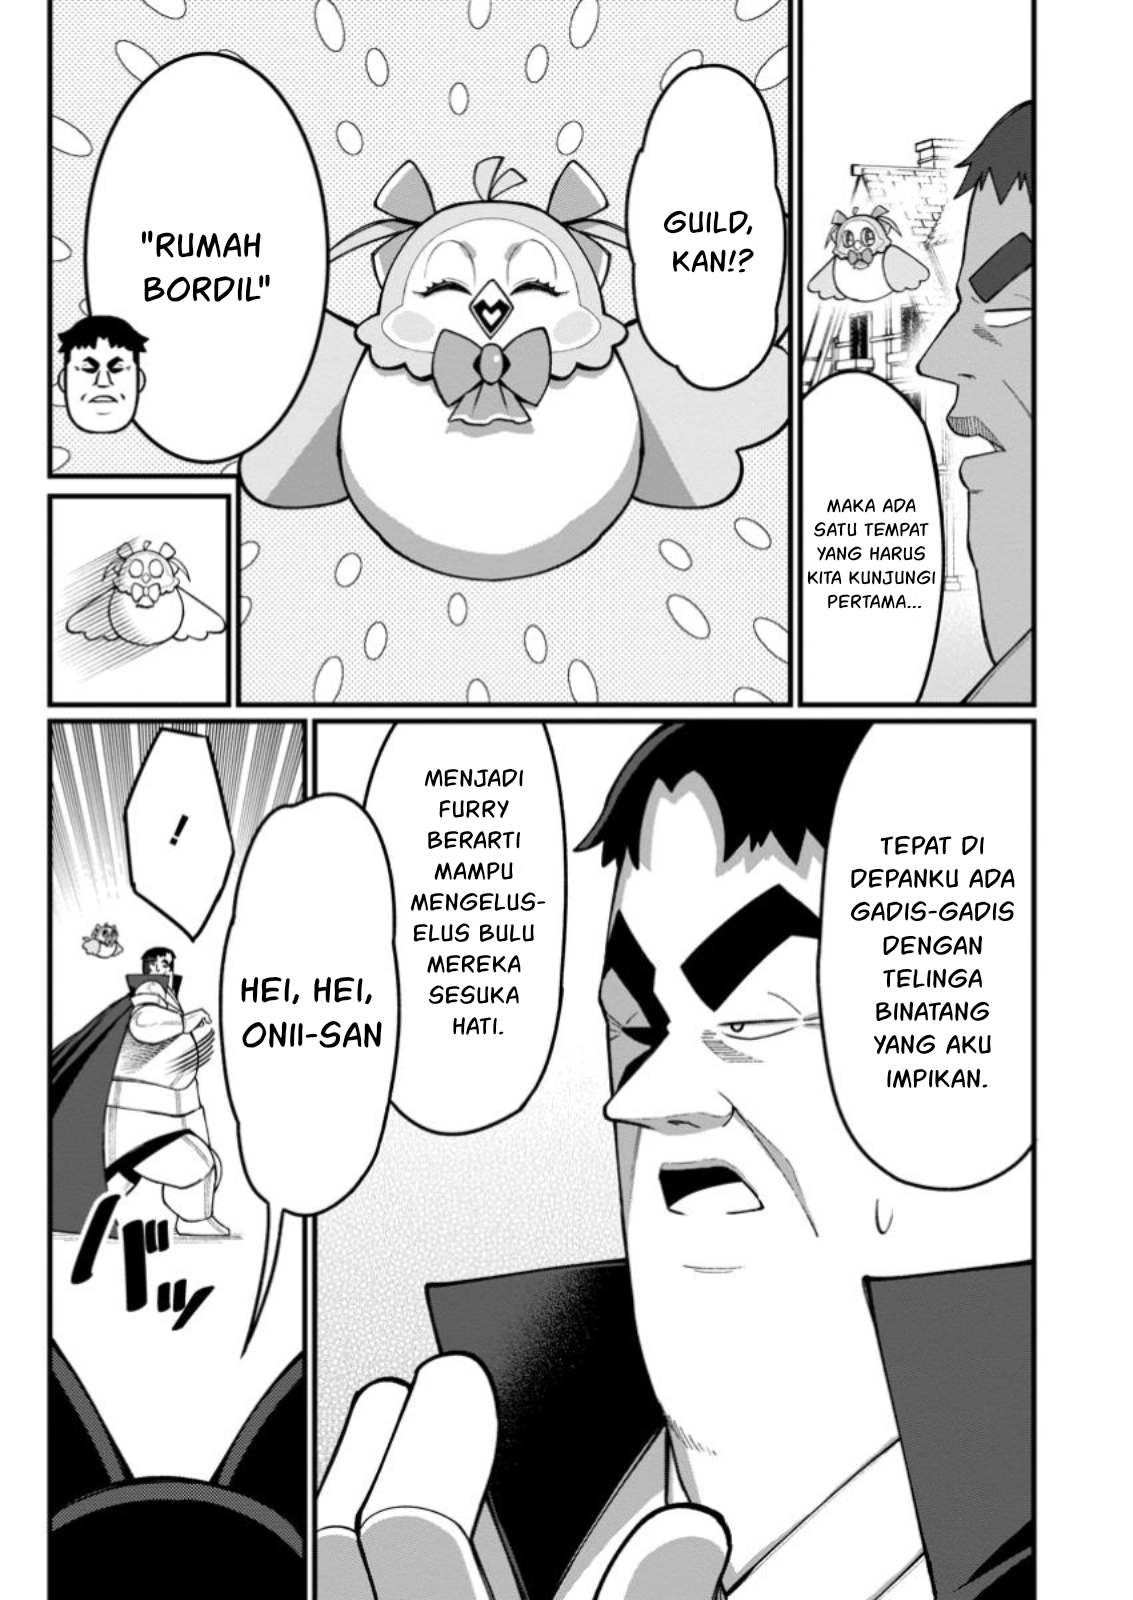 MAKA ADA
SATU TEMPAT
YANG HARUS
KITA KUNJUNGI
PERTAMA...
GUILD,
KAN!?
"RUMAH
BORDIL"
TEPAT DI
DEPANKU ADA
GADIS-GADIS
DENGAN
TELINGA
BINATANG
YANG AKU
IMPIKAN.
MENJADI
FURRY
BERARTI
MAMPU
MENGELUS-
ELUS BULU
MEREKA
SESUKA
HATI.
HEI, HEI,
ONII-SAN
!
バッ